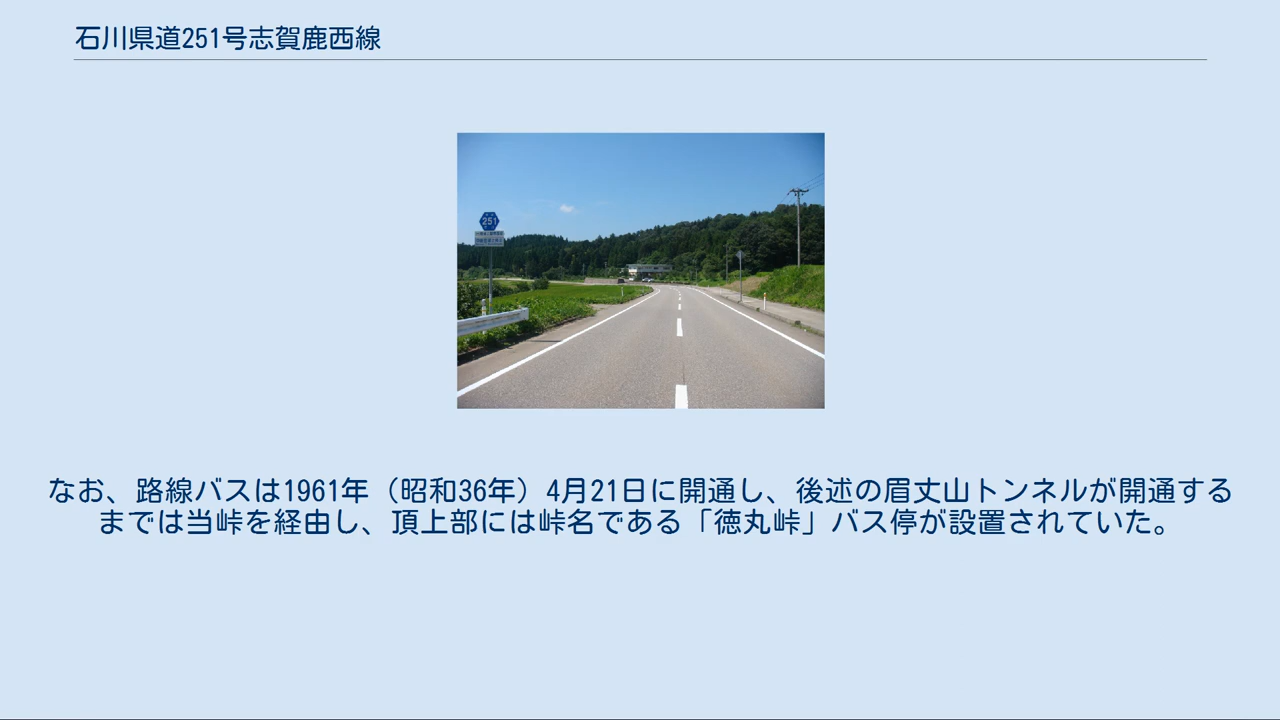 石川県道251号志賀鹿西線
251
なお、路線バスは1961年（昭和36年）4月21日に開通し、後述の眉丈山トンネルが開通する
までは当峠を経由し、頂上部には峠名である「徳丸峠」バス停が設置されていた。